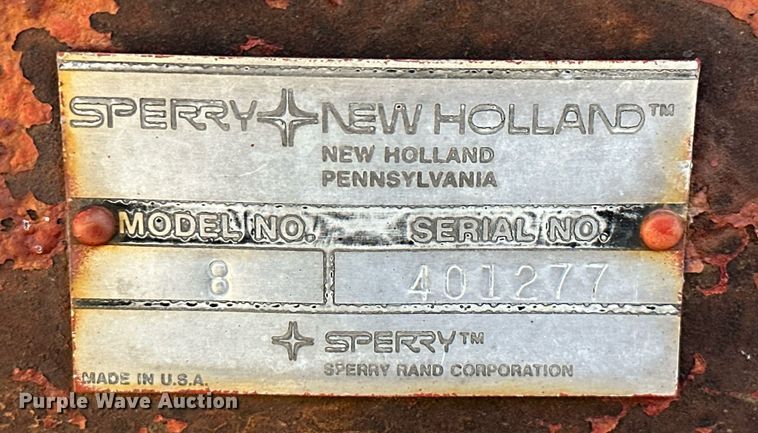 SPERRY NEW HOLLAND™
NEW HOLLAND
PENNSYLVANIA
MODEL NO. SERIAL NO.
8 401277
SPERRY™
SPERRY RAND CORPORATION
MADE IN U.S.A.
Purple Wave Auction